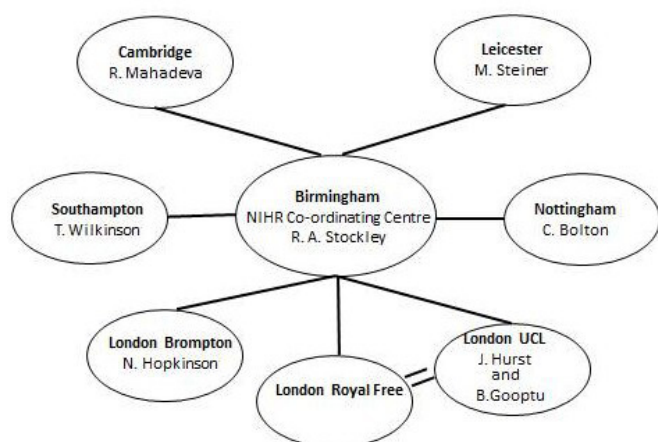 Cambridge
R. Mahadeva
Leicester
M. Steiner
Birmingham
NIHR Co-ordinating Centre
R. A. Stockley
Southampton
T. Wilkinson
Nottingham
C. Bolton
London Brompton
N. Hopkinson
London Royal Free
London UCL
J. Hurst
and
B.Gooptu